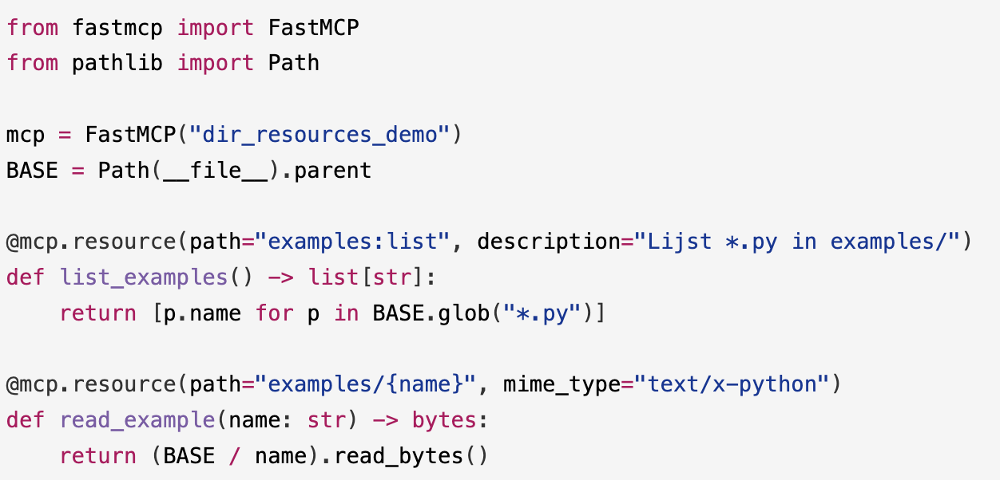 from fastmcp import FastMCP
from pathlib import Path

mcp = FastMCP("dir_resources_demo")
BASE = Path(__file__).parent

@mcp.resource(path="examples:list", description="Lijst *.py in examples/")
def list_examples() -> list[str]:
    return [p.name for p in BASE.glob("*.py")]

@mcp.resource(path="examples/{name}", mime_type="text/x-python")
def read_example(name: str) -> bytes:
    return (BASE / name).read_bytes()